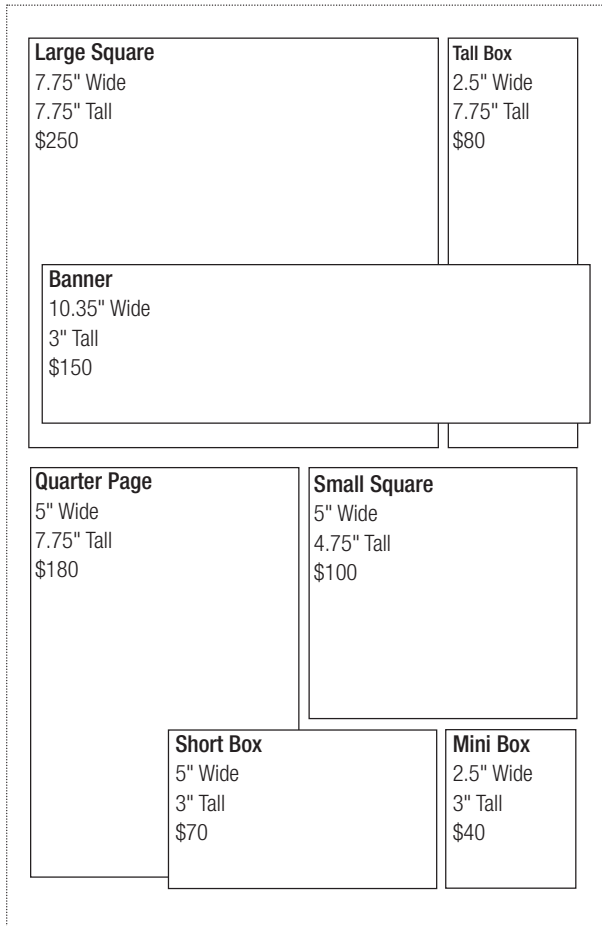 Large Square
7.75" Wide
7.75" Tall
$250
Tall Box
2.5" Wide
7.75" Tall
$80
Banner
10.35" Wide
3" Tall
$150
Quarter Page
5" Wide
7.75" Tall
$180
Small Square
5" Wide
4.75" Tall
$100
Short Box
5" Wide
3" Tall
$70
Mini Box
2.5" Wide
3" Tall
$40